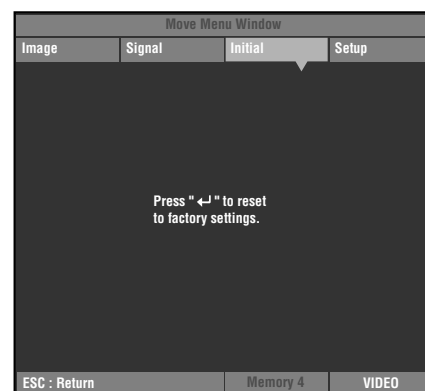 Move Menu Window
Image Signal Initial Setup
Press "↵" to reset
to factory settings.
ESC : Return Memory 4 VIDEO